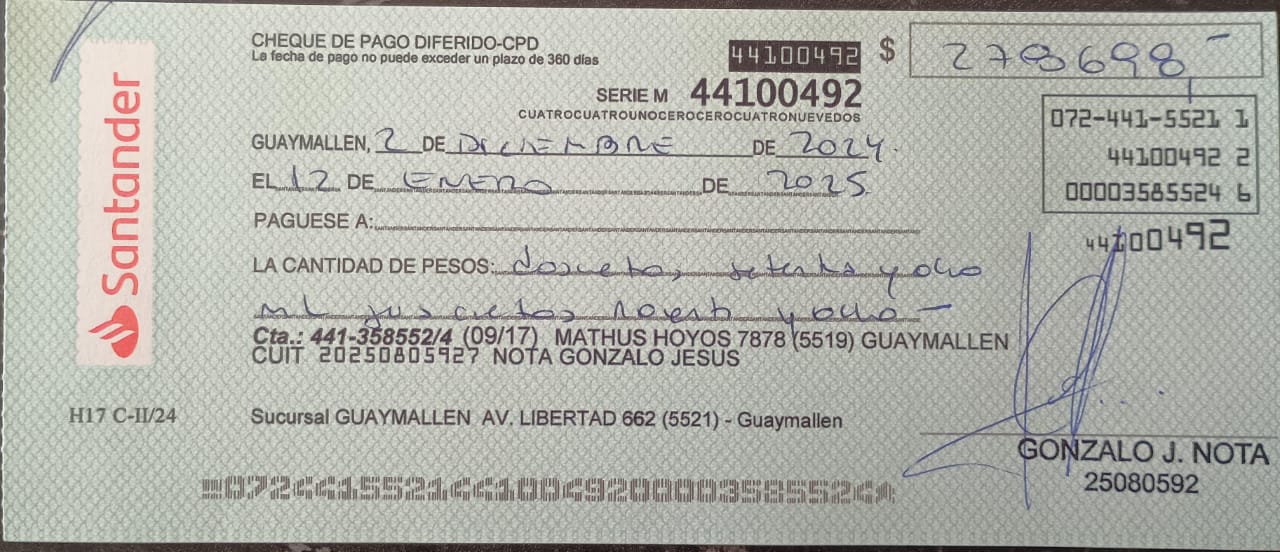 Santander
CHEQUE DE PAGO DIFERIDO-CPD
La fecha de pago no puede exceder un plazo de 360 días
44100492
$ 278698,-
SERIE M 44100492
CUATROCUATROUNOCEROCEROCUATRONUEVEDOS
072-441-5521 1
44100492 2
00003585524 6
44100492
GUAYMALLEN, 2 DE DICIEMBRE DE 2024.
EL 12 DE ENERO DE 2025.
PAGUESE A:
LA CANTIDAD DE PESOS: setenta y ocho
y ocho —
Cta.: 441-358552/4 (09/17) MATHUS HOYOS 7878 (5519) GUAYMALLEN
CUIT 20250805927 NOTA GONZALO JESUS
H17 C-II/24
Sucursal GUAYMALLEN AV. LIBERTAD 662 (5521) - Guaymallen
GONZALO J. NOTA
25080592
07244155214410049200003585524